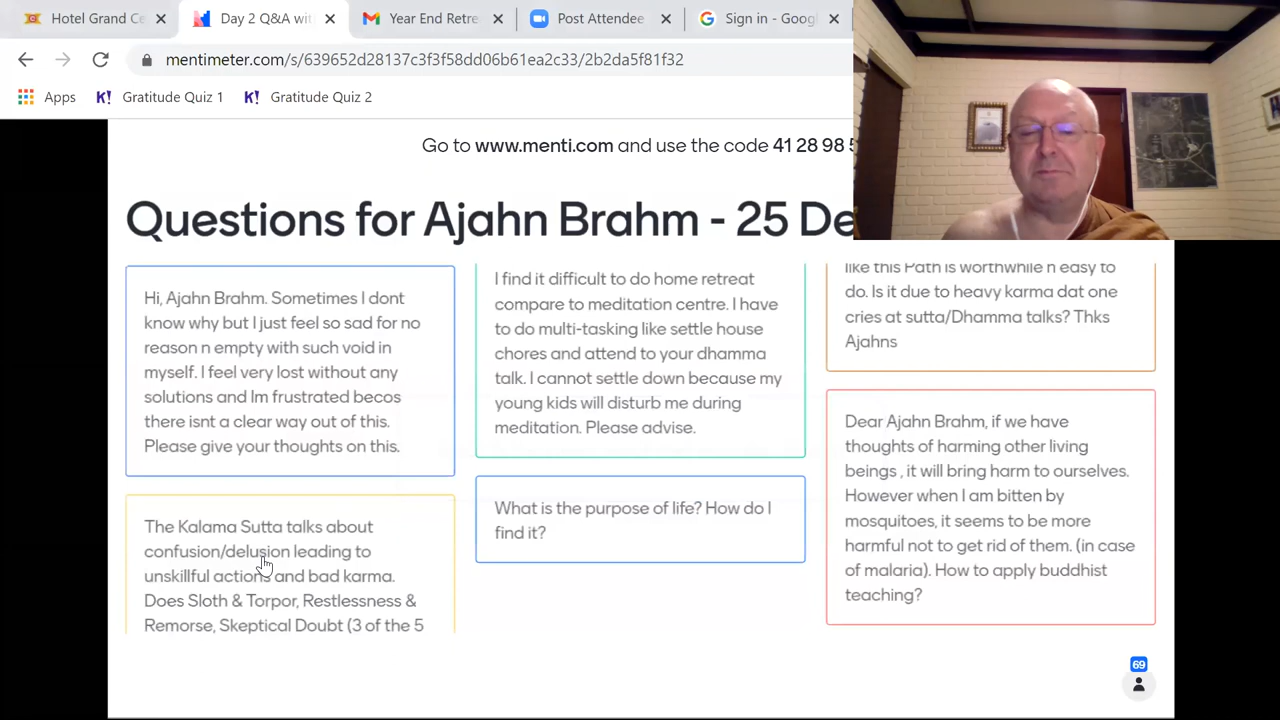 Hotel Grand Ce
Day 2 Q&A wit
Year End Retre
Post Attendee
Sign in - Goog
mentimeter.com/s/639652d28137c3f3f58dd06b61ea2c33/2b2da5f81f32
Apps
K! Gratitude Quiz 1
K! Gratitude Quiz 2
Go to www.menti.com and use the code 41 28 98 5
Questions for Ajahn Brahm - 25 De
Hi, Ajahn Brahm. Sometimes I dont
know why but I just feel so sad for no
reason n empty with such void in
myself. I feel very lost without any
solutions and Im frustrated becos
there isnt a clear way out of this.
Please give your thoughts on this.
The Kalama Sutta talks about
confusion/delusion leading to
unskillful actions and bad karma.
Does Sloth & Torpor, Restlessness &
Remorse, Skeptical Doubt (3 of the 5
I find it difficult to do home retreat
compare to meditation centre. I have
to do multi-tasking like settle house
chores and attend to your dhamma
talk. I cannot settle down because my
young kids will disturb me during
meditation. Please advise.
What is the purpose of life? How do I
find it?
like this Path is worthwhile n easy to
do. Is it due to heavy karma dat one
cries at sutta/Dhamma talks? Thks
Ajahns
Dear Ajahn Brahm, if we have
thoughts of harming other living
beings , it will bring harm to ourselves.
However when I am bitten by
mosquitoes, it seems to be more
harmful not to get rid of them. (in case
of malaria). How to apply buddhist
teaching?
69